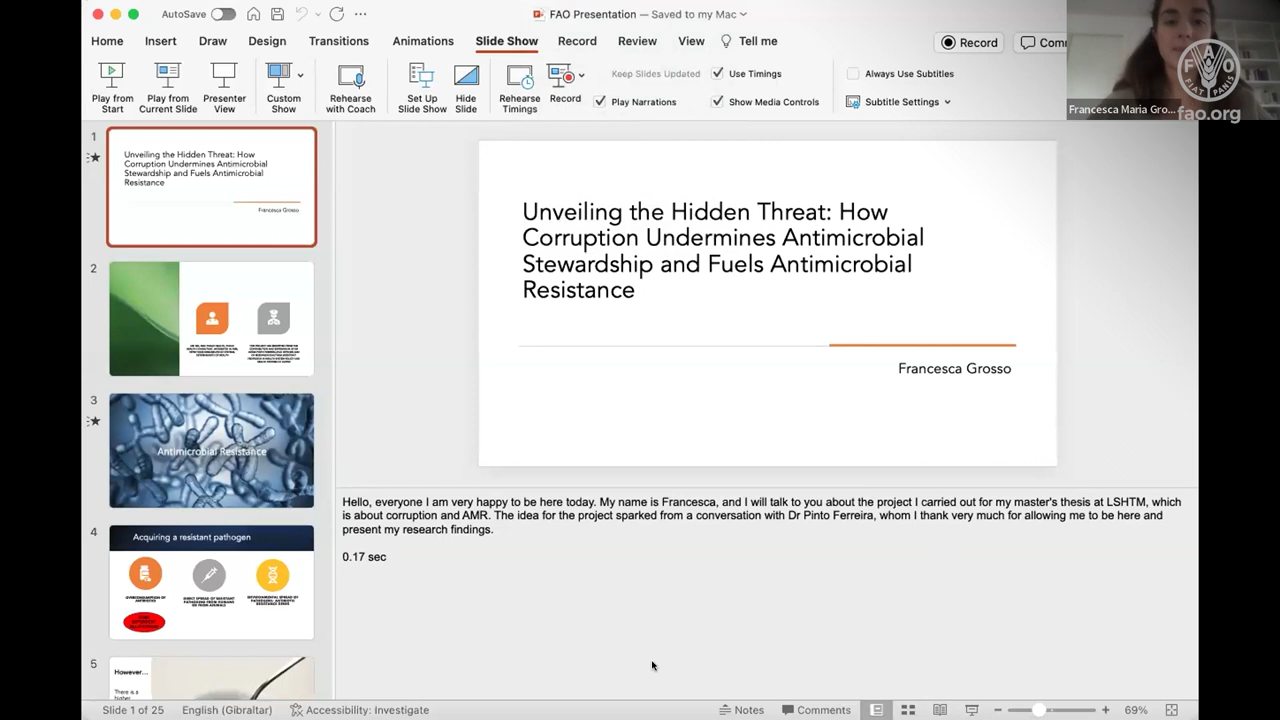 AutoSave
FAO Presentation — Saved to my Mac
Home Insert Draw Design Transitions Animations Slide Show Record Review View Tell me
Record
Comm
Play from Start
Play from Current Slide
Presenter View
Custom Show
Rehearse with Coach
Set Up Slide Show
Hide Slide
Rehearse Timings
Record
Keep Slides Updated
Play Narrations
Use Timings
Show Media Controls
Always Use Subtitles
Subtitle Settings
FAO
FIAT PANIS
Francesca Maria Gro...
fao.org
1
Unveiling the Hidden Threat: How
Corruption Undermines Antimicrobial
Stewardship and Fuels Antimicrobial
Resistance
Francesca Grosso
2
3
Antimicrobial Resistance
4
Acquiring a resistant pathogen
5
However...
There is a
higher
Unveiling the Hidden Threat: How
Corruption Undermines Antimicrobial
Stewardship and Fuels Antimicrobial
Resistance
Francesca Grosso
Hello, everyone I am very happy to be here today. My name is Francesca, and I will talk to you about the project I carried out for my master's thesis at LSHTM, which
is about corruption and AMR. The idea for the project sparked from a conversation with Dr Pinto Ferreira, whom I thank very much for allowing me to be here and
present my research findings.
0.17 sec
Slide 1 of 25
English (Gibraltar)
Accessibility: Investigate
Notes
Comments
69%